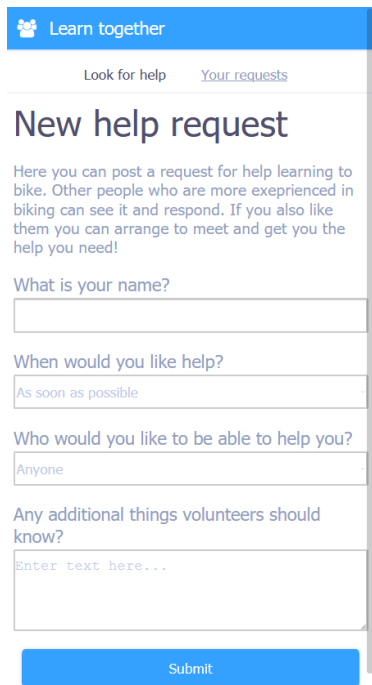 Learn together
Look for help Your requests
New help request
Here you can post a request for help learning to
bike. Other people who are more exeprienced in
biking can see it and respond. If you also like
them you can arrange to meet and get you the
help you need!
What is your name?
When would you like help?
As soon as possible
Who would you like to be able to help you?
Anyone
Any additional things volunteers should
know?
Enter text here...
Submit